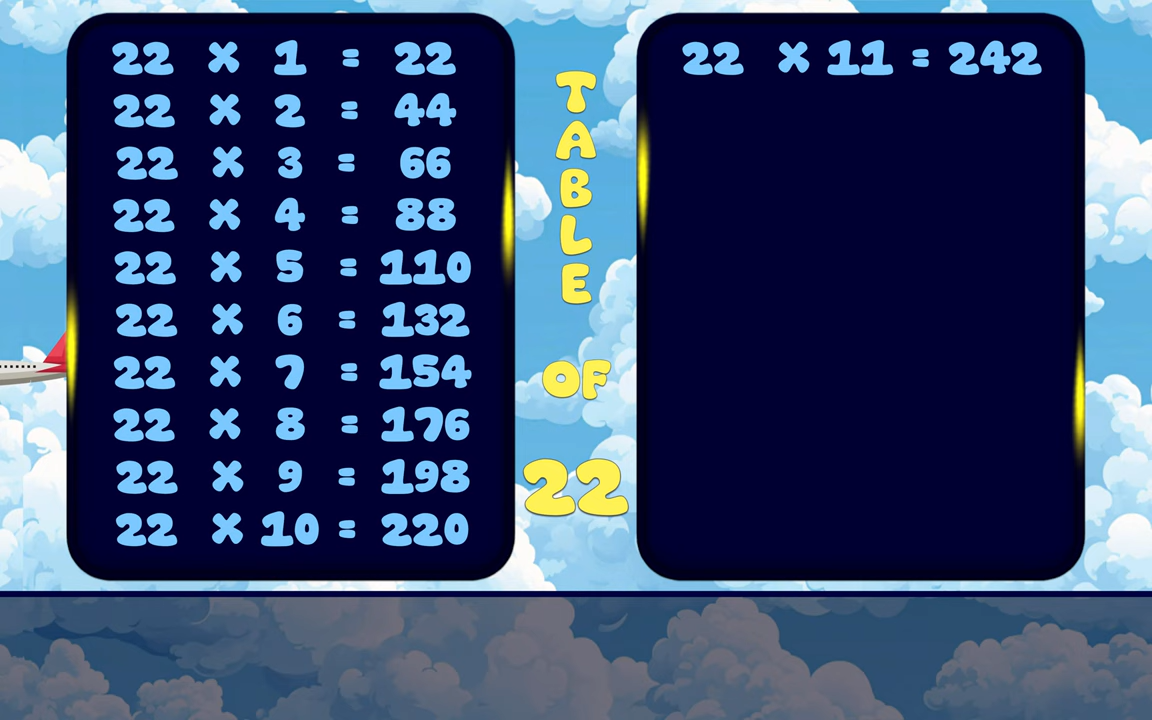 22 × 1 = 22
22 × 2 = 44
22 × 3 = 66
22 × 4 = 88
22 × 5 = 110
22 × 6 = 132
22 × 7 = 154
22 × 8 = 176
22 × 9 = 198
22 × 10 = 220
TABLE
OF
22
22 × 11 = 242